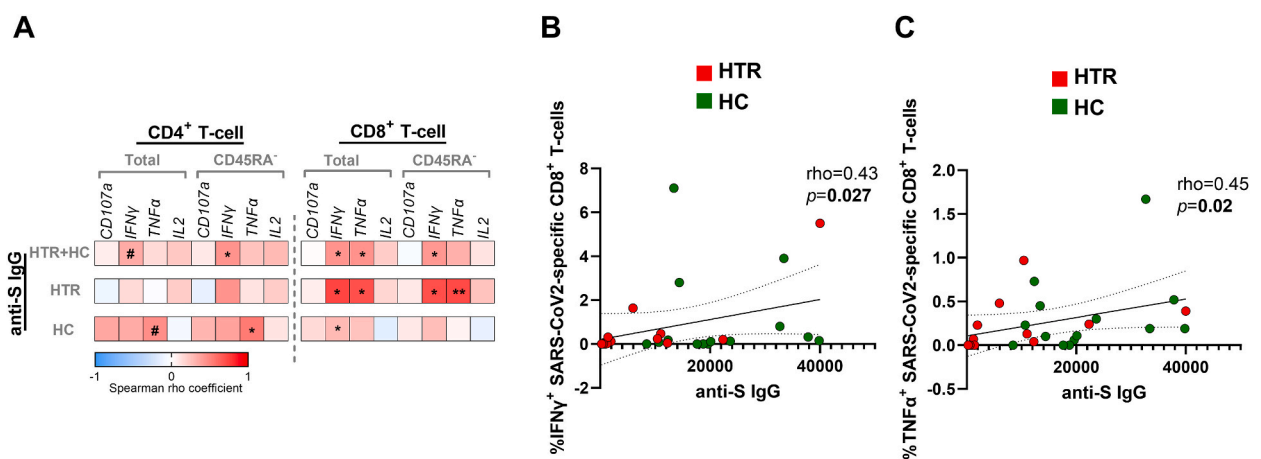 A
CD4+ T-cell
CD8+ T-cell
Total
CD45RA-
Total
CD45RA-
CD107a
IFNγ
TNFα
IL2
CD107a
IFNγ
TNFα
IL2
CD107a
IFNγ
TNFα
IL2
CD107a
IFNγ
TNFα
IL2
anti-S IgG
HTR+HC
# * * * *
HTR
* * * **
HC
# * *
-1 0 1
Spearman rho coefficient
B
HTR
HC
%IFNγ+ SARS-CoV2-specific CD8+ T-cells
8
6
4
2
0
-2
rho=0.43
p=0.027
20000 40000
anti-S IgG
C
HTR
HC
%TNFα+ SARS-CoV2-specific CD8+ T-cells
2.0
1.5
1.0
0.5
0.0
-0.5
rho=0.45
p=0.02
20000 40000
anti-S IgG